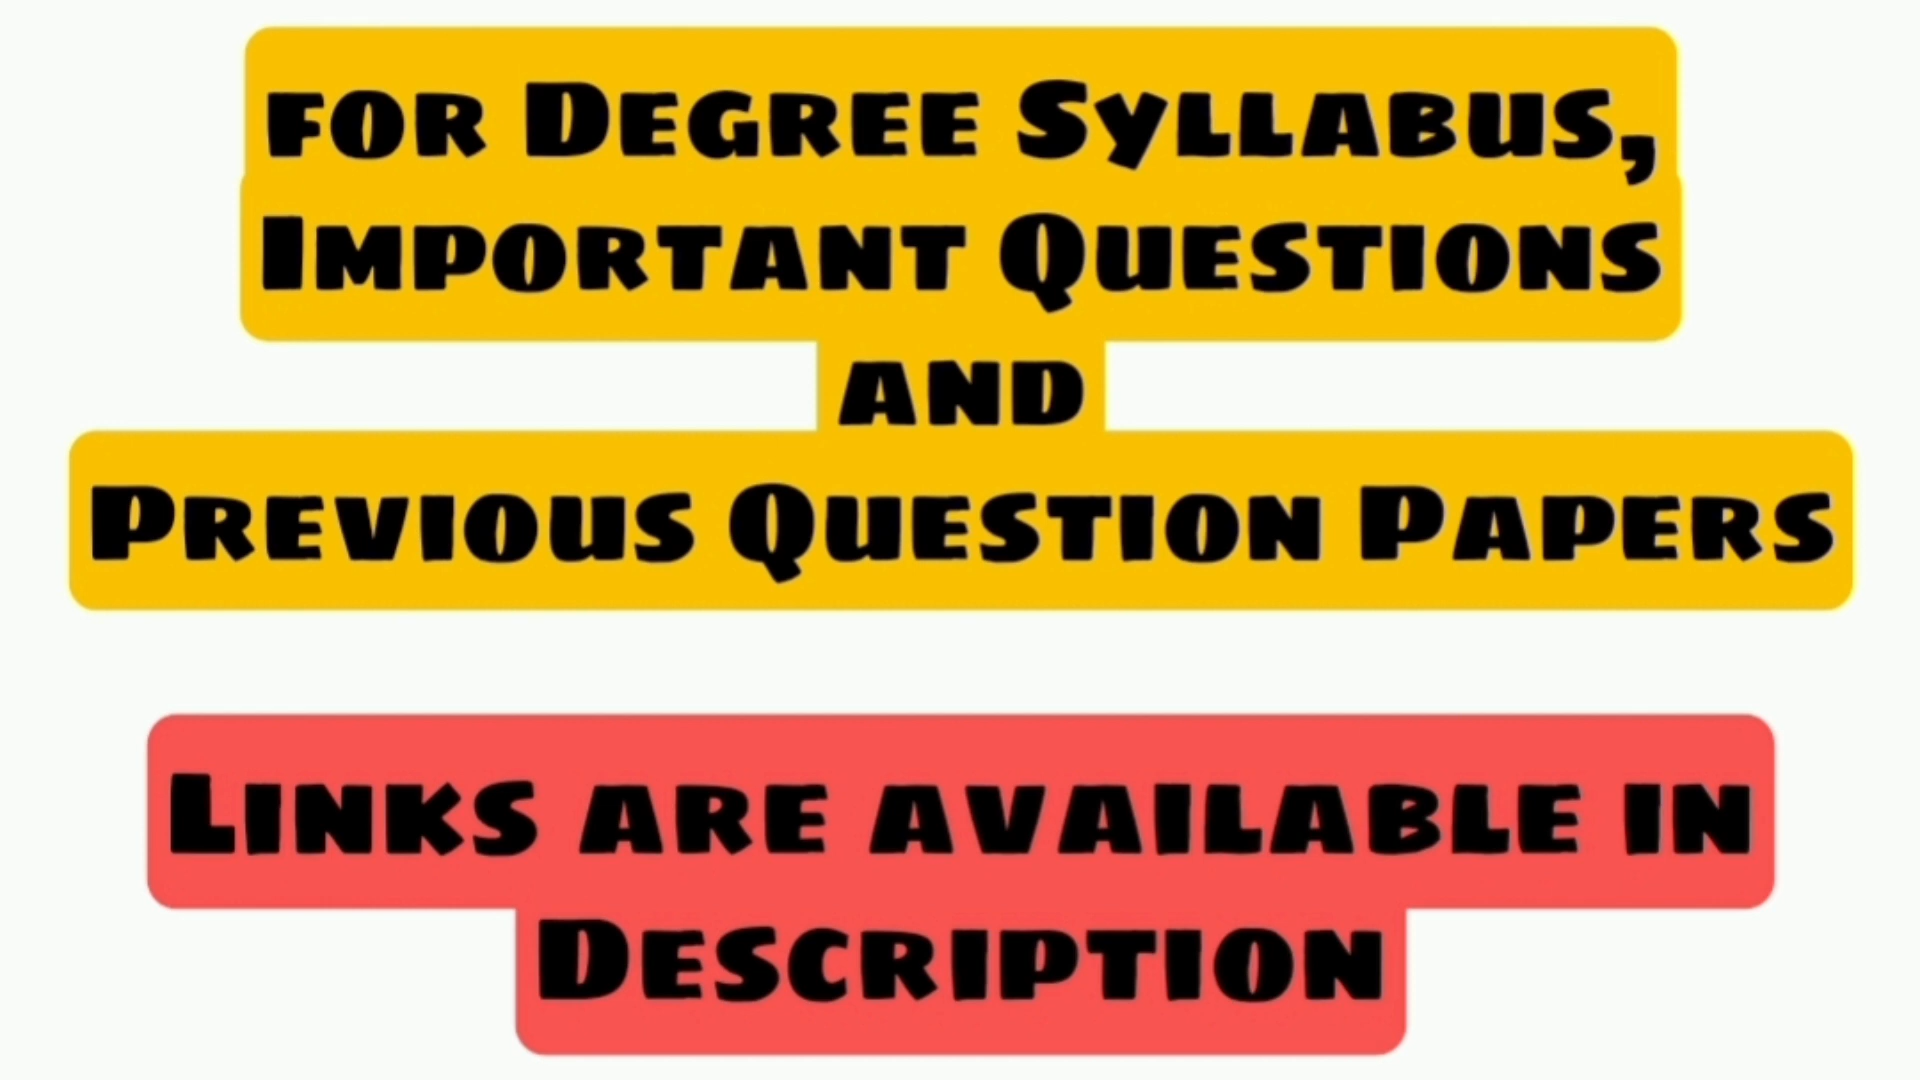 for Degree Syllabus,
Important Questions
and
Previous Question Papers
Links are available in
Description